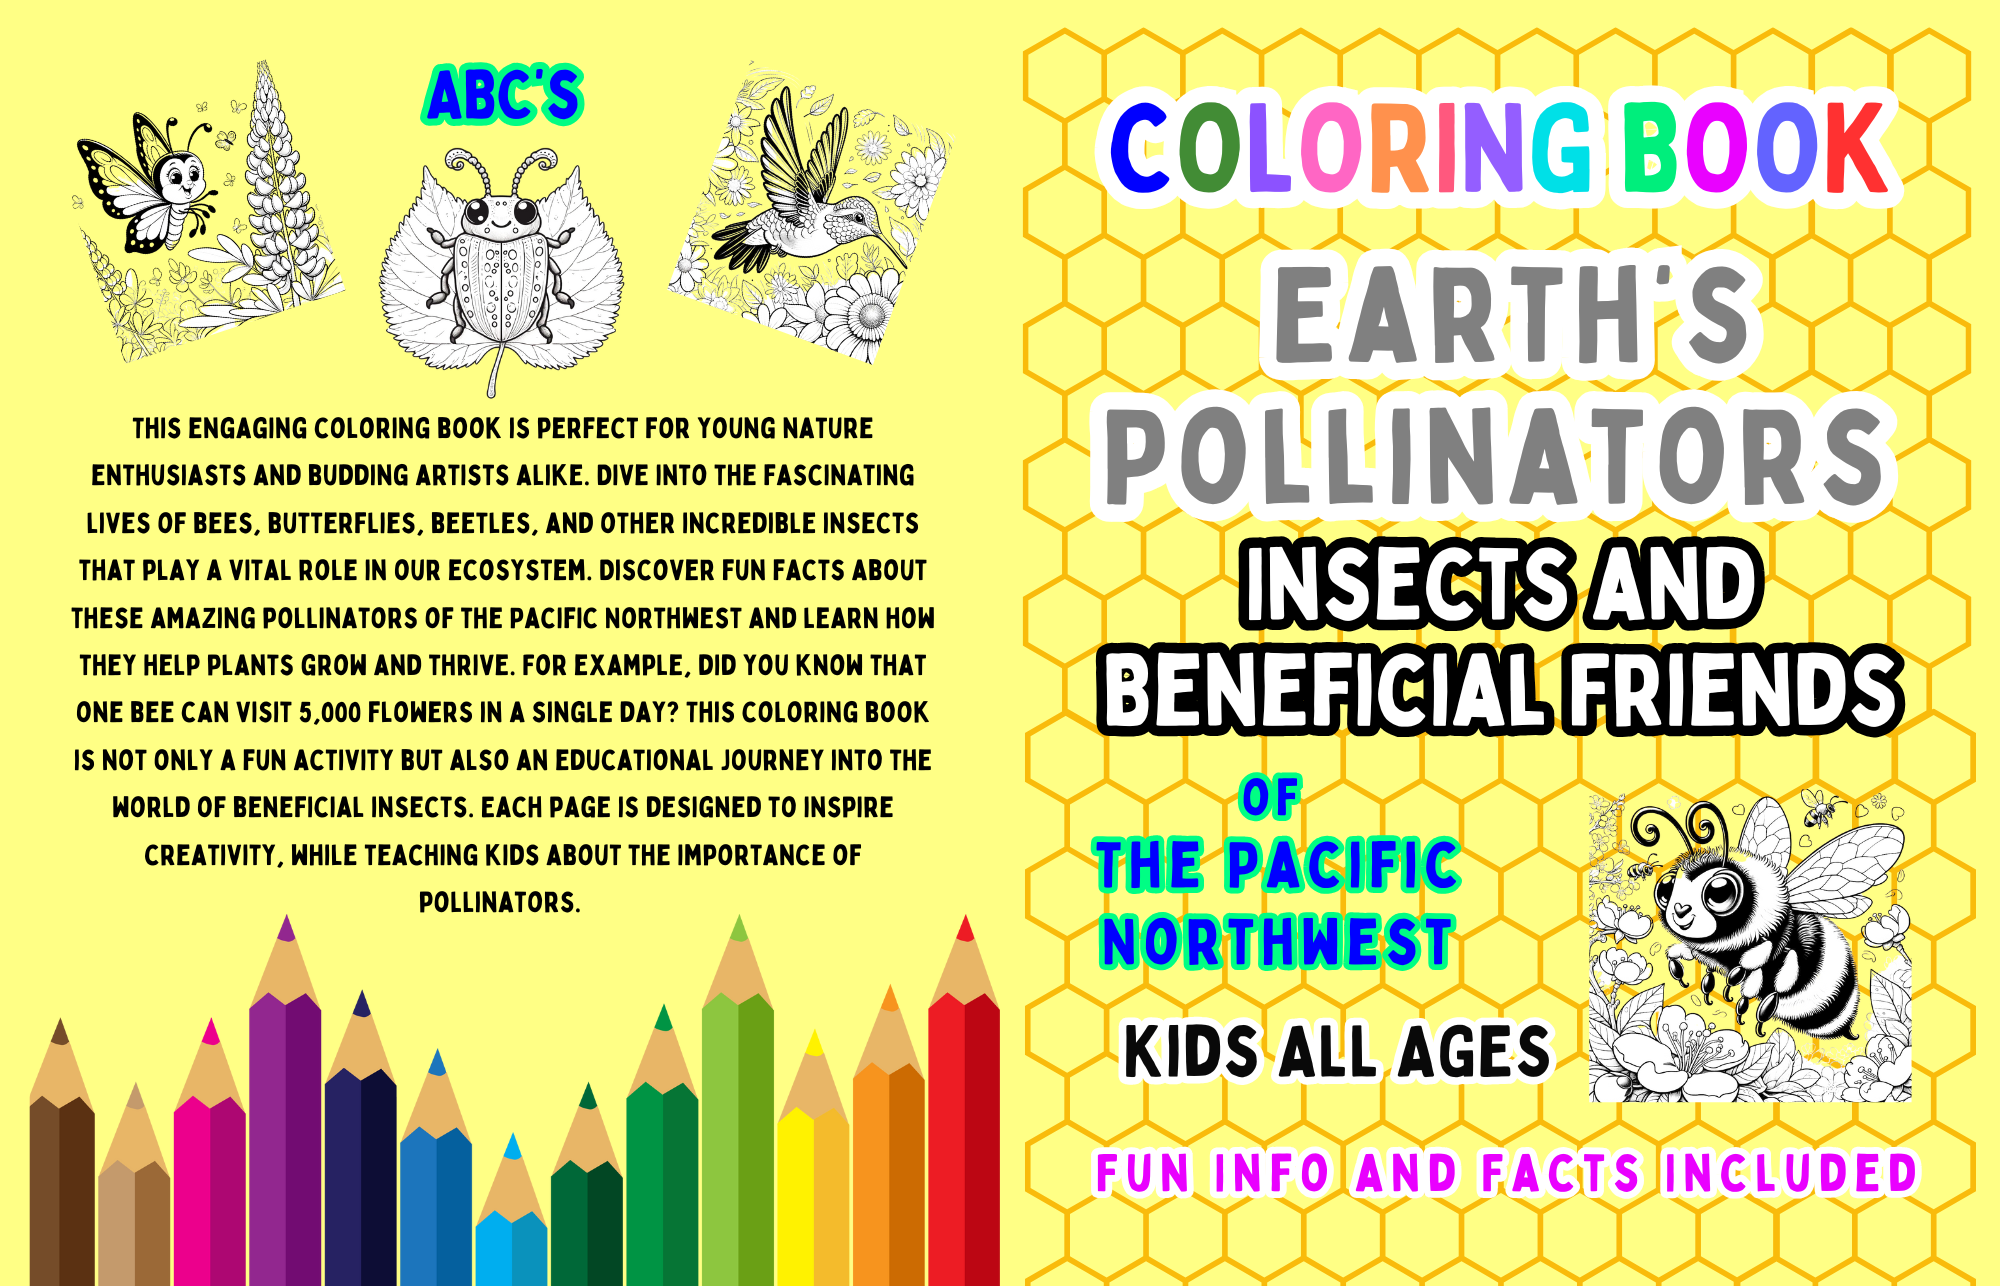 ABC'S
THIS ENGAGING COLORING BOOK IS PERFECT FOR YOUNG NATURE
ENTHUSIASTS AND BUDDING ARTISTS ALIKE. DIVE INTO THE FASCINATING
LIVES OF BEES, BUTTERFLIES, BEETLES, AND OTHER INCREDIBLE INSECTS
THAT PLAY A VITAL ROLE IN OUR ECOSYSTEM. DISCOVER FUN FACTS ABOUT
THESE AMAZING POLLINATORS OF THE PACIFIC NORTHWEST AND LEARN HOW
THEY HELP PLANTS GROW AND THRIVE. FOR EXAMPLE, DID YOU KNOW THAT
ONE BEE CAN VISIT 5,000 FLOWERS IN A SINGLE DAY? THIS COLORING BOOK
IS NOT ONLY A FUN ACTIVITY BUT ALSO AN EDUCATIONAL JOURNEY INTO THE
WORLD OF BENEFICIAL INSECTS. EACH PAGE IS DESIGNED TO INSPIRE
CREATIVITY, WHILE TEACHING KIDS ABOUT THE IMPORTANCE OF
POLLINATORS.
COLORING BOOK
EARTH'S
POLLINATORS
INSECTS AND
BENEFICIAL FRIENDS
OF
THE PACIFIC
NORTHWEST
KIDS ALL AGES
FUN INFO AND FACTS INCLUDED